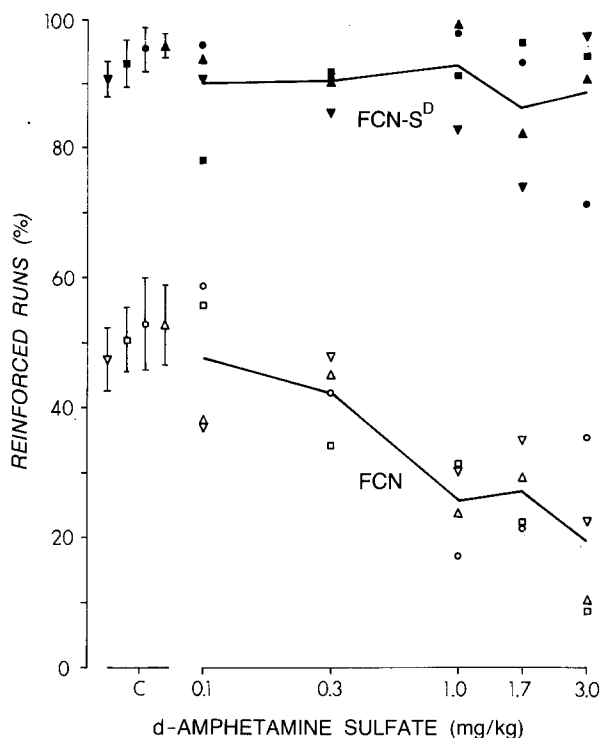 100
80
60
40
20
0
REINFORCED RUNS (%)
FCN-S^D
FCN
C
0.1
0.3
1.0
1.7
3.0
d-AMPHETAMINE SULFATE (mg/kg)